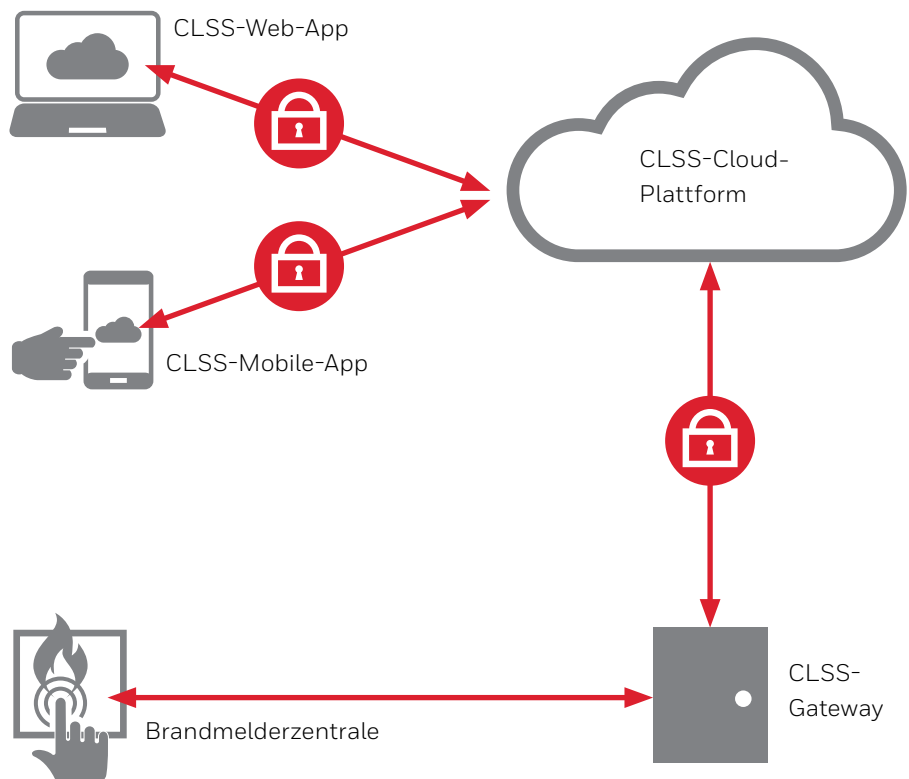 CLSS-Web-App
CLSS-Cloud-
Plattform
CLSS-Mobile-App
CLSS-
Gateway
Brandmelderzentrale